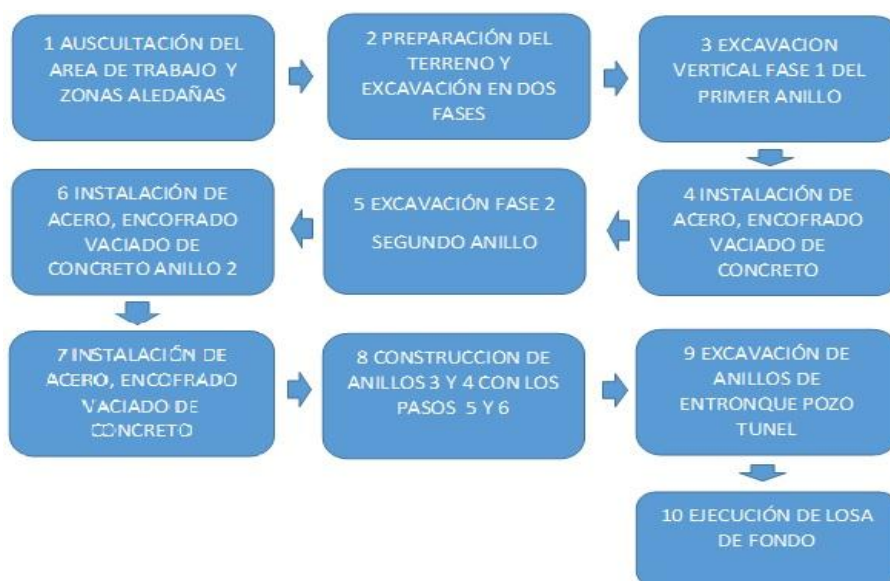 1 AUSCULTACIÓN DEL
AREA DE TRABAJO Y
ZONAS ALEDAÑAS
2 PREPARACIÓN DEL
TERRENO Y
EXCAVACIÓN EN DOS
FASES
3 EXCAVACION
VERTICAL FASE 1 DEL
PRIMER ANILLO
4 INSTALACIÓN DE
ACERO, ENCOFRADO
VACIADO DE
CONCRETO
5 EXCAVACIÓN FASE 2
SEGUNDO ANILLO
6 INSTALACIÓN DE
ACERO, ENCOFRADO
VACIADO DE
CONCRETO ANILLO 2
7 INSTALACIÓN DE
ACERO, ENCOFRADO
VACIADO DE
CONCRETO
8 CONSTRUCCION DE
ANILLOS 3 Y 4 CON LOS
PASOS 5 Y 6
9 EXCAVACIÓN DE
ANILLOS DE
ENTRONQUE POZO
TUNEL
10 EJECUCIÓN DE LOSA
DE FONDO